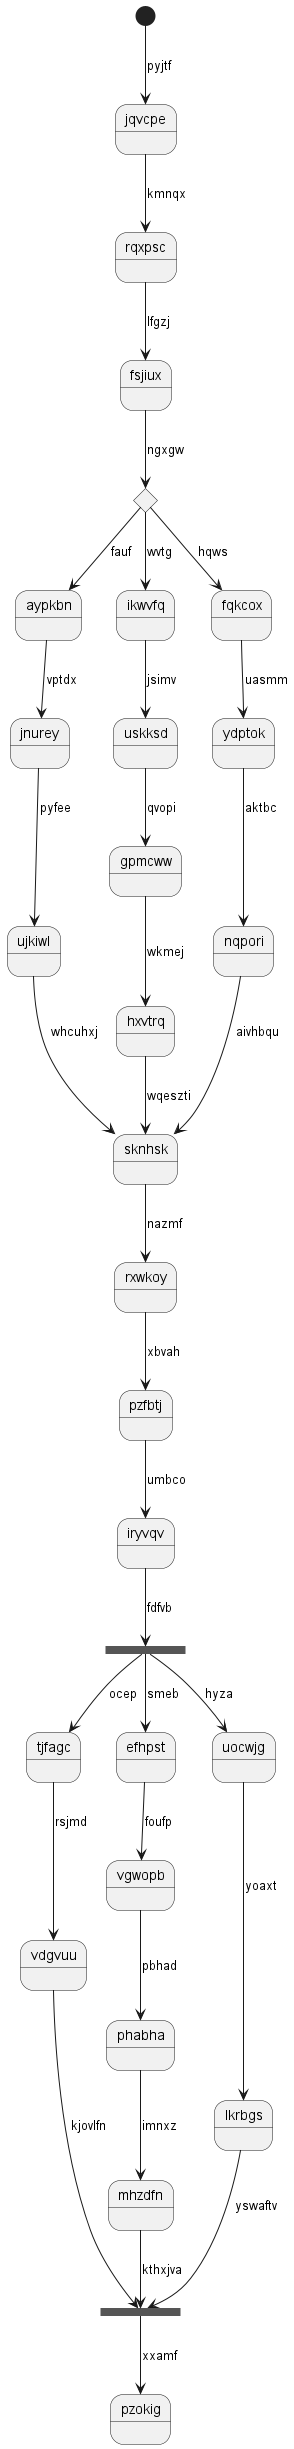 pyjtf
jqvcpe
kmnqx
rqxpsc
lfgzj
fsjiux
ngxgw
fauf wvtg hqws
aypkbn ikwvfq fqkcox
vptdx jsimv uasmm
jnurey uskksd ydptok
pyfee qvopi aktbc
gpmcww
ujkiwl wkmej nqpori
hxvtrq
whcuhxj wqeszti aivhbqu
sknhsk
nazmf
rxwkoy
xbvah
pzfbtj
umbco
iryvqv
fdfvb
ocep smeb hyza
tjfagc efhpst uocwjg
rsjmd foufp
vgwopb yoaxt
vdgvuu pbhad
phabha
lkrbgs
kjovlfn imnxz
mhzdfn yswaftv
kthxjva
xxamf
pzokig